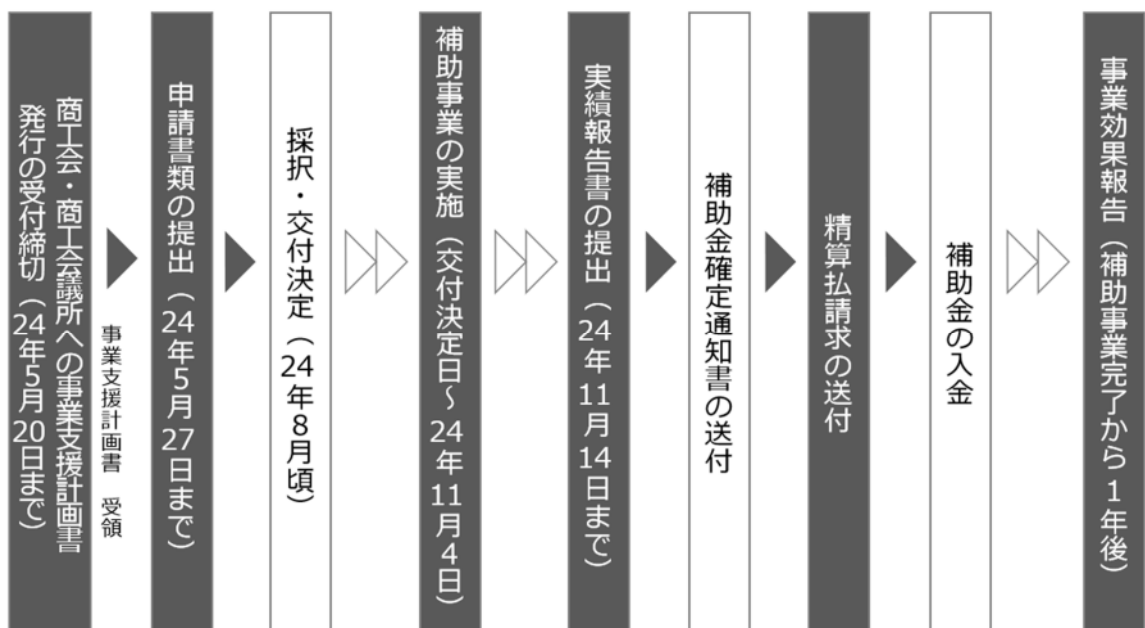 商工会・商工会議所への事業支援計画書
発行の受付締切（24年5月20日まで）
事業支援計画書　受領
申請書類の提出（24年5月27日まで）
採択・交付決定（24年8月頃）
補助事業の実施（交付決定日～24年11月4日）
実績報告書の提出（24年11月14日まで）
補助金確定通知書の送付
精算払請求の送付
補助金の入金
事業効果報告（補助事業完了から1年後）